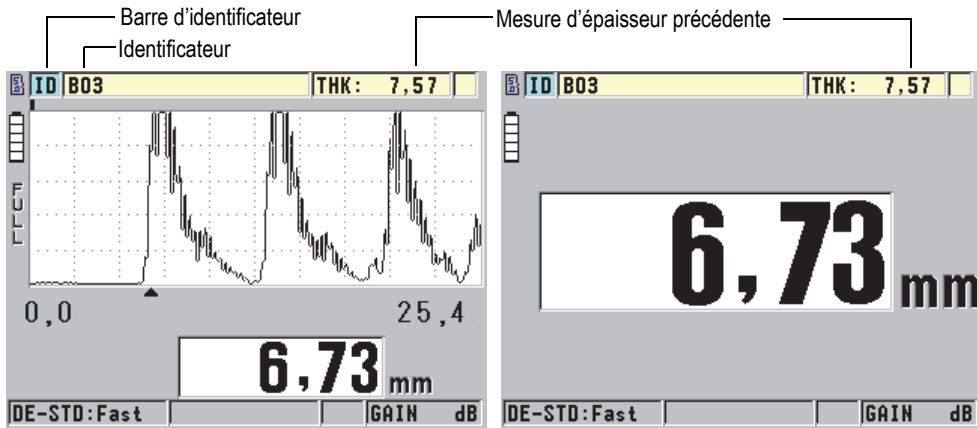 Barre d'identificateur
Mesure d'épaisseur précédente
Identificateur
ID B03 THK: 7,57
FULL
0,0 25,4
6,73 mm
DE-STD:Fast GAIN dB
ID B03 THK: 7,57
6,73 mm
DE-STD:Fast GAIN dB